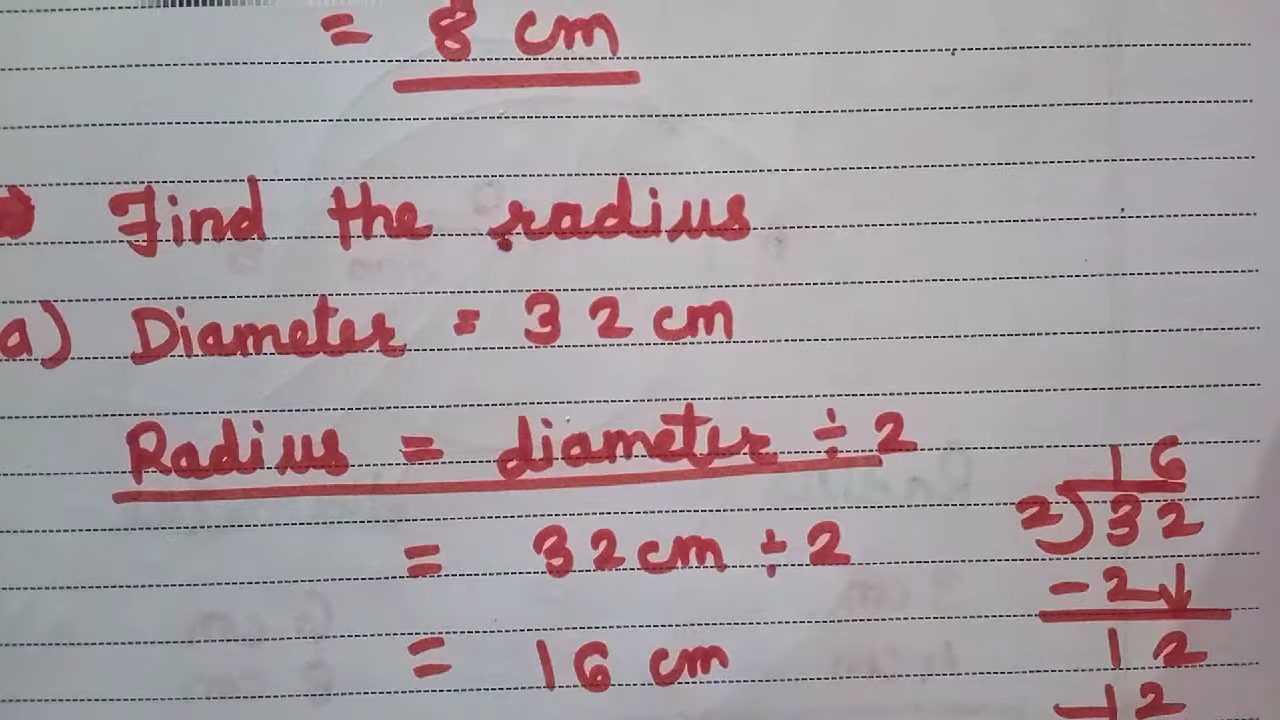 = 8 cm
Find the radius
a) Diameter = 32 cm
Radius = diameter ÷ 2
= 32 cm ÷ 2
= 16 cm
16
2)32
-2↓
12
-12